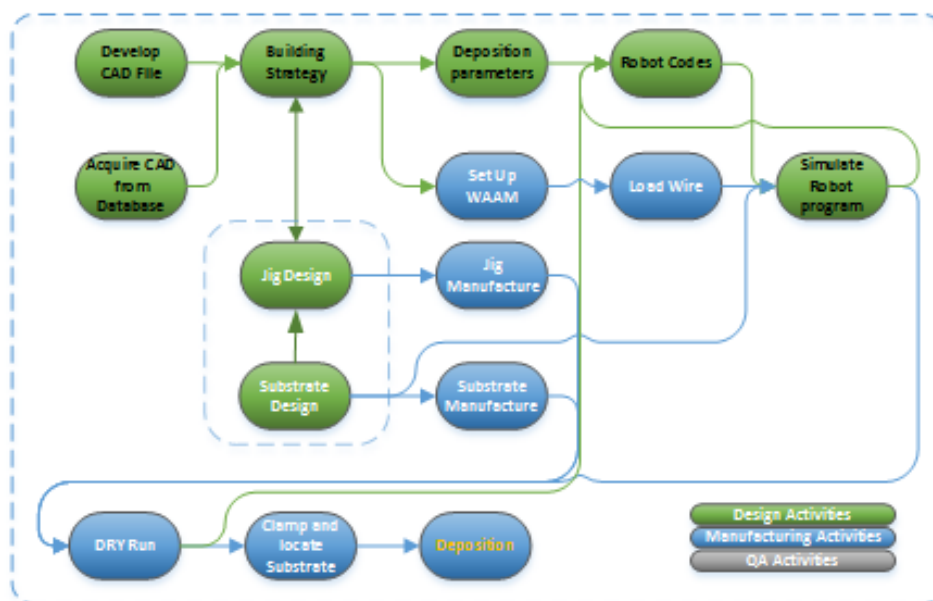 Develop
CAD File
Building
Strategy
Deposition
parameters
Robot Codes
Acquire CAD
from
Database
Set Up
WAAM
Load Wire
Simulate
Robot
program
Jig Design
Jig
Manufacture
Substrate
Design
Substrate
Manufacture
DRY Run
Clamp and
locate
Substrate
Deposition
Design Activities
Manufacturing Activities
QA Activities